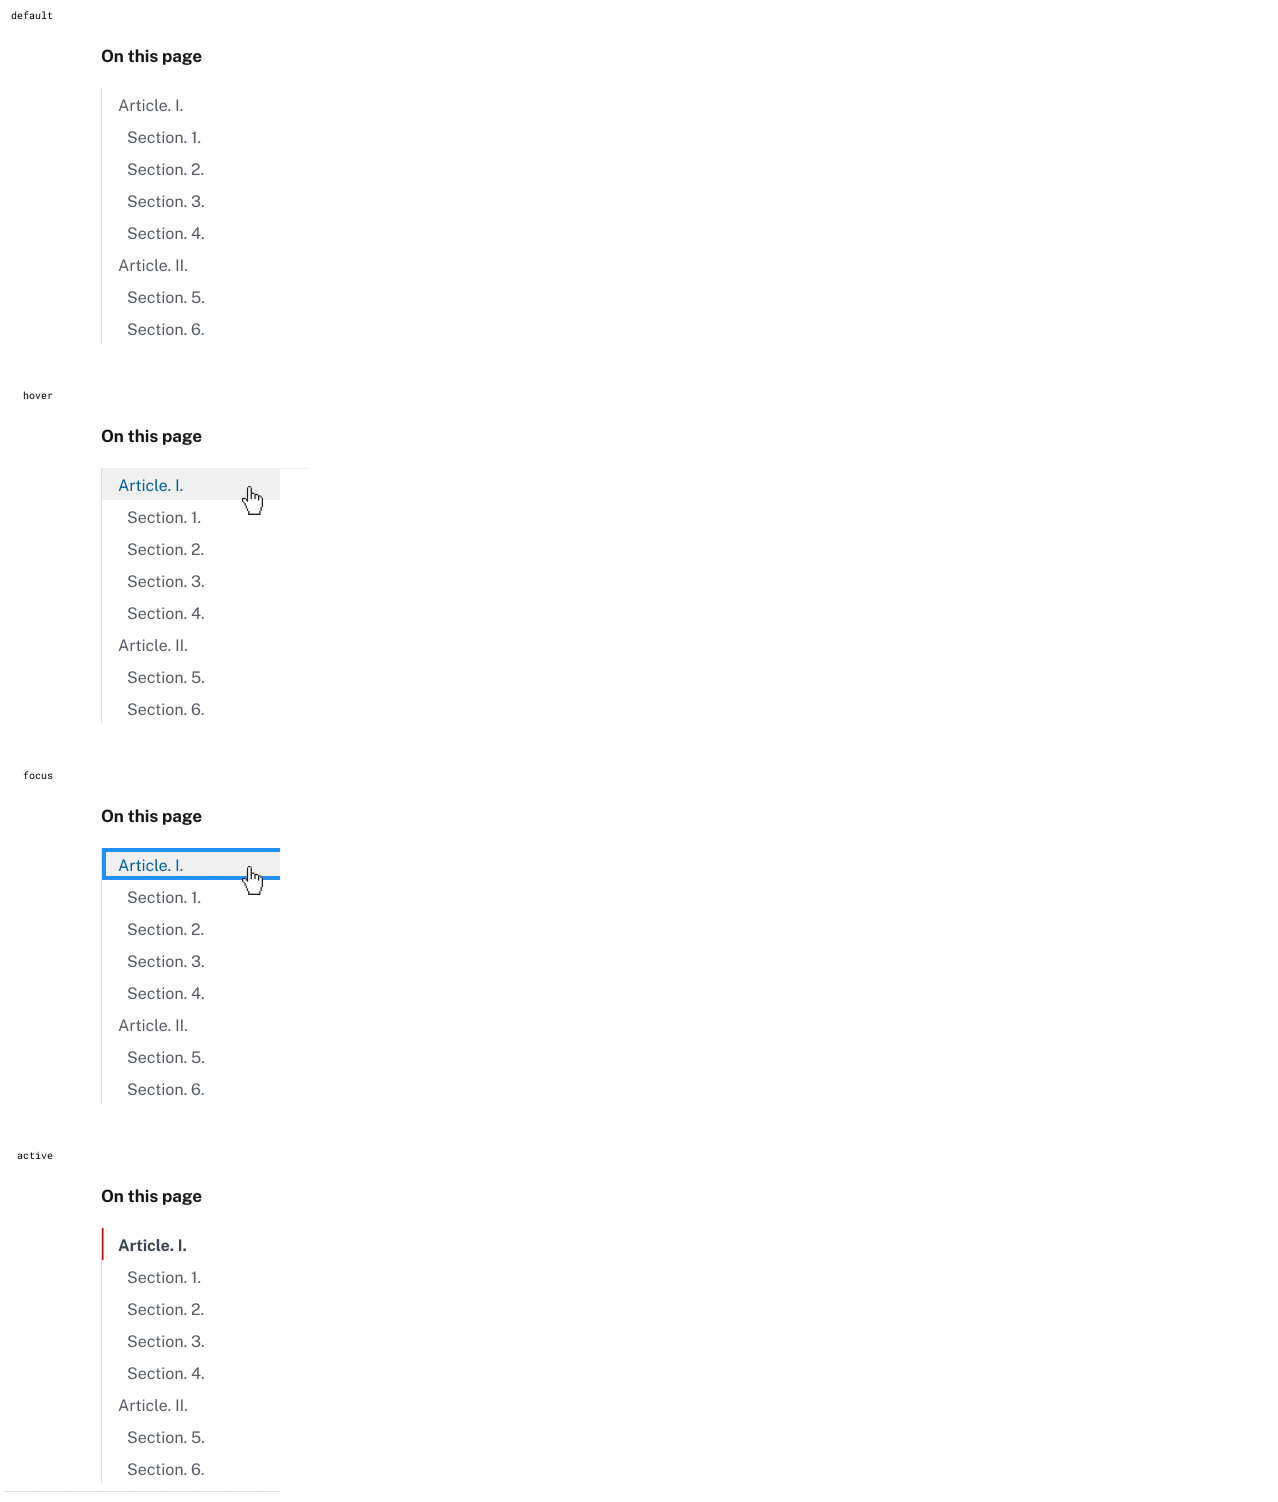 default
On this page
Article. I.
Section. 1.
Section. 2.
Section. 3.
Section. 4.
Article. II.
Section. 5.
Section. 6.
hover
On this page
Article. I.
Section. 1.
Section. 2.
Section. 3.
Section. 4.
Article. II.
Section. 5.
Section. 6.
focus
On this page
Article. I.
Section. 1.
Section. 2.
Section. 3.
Section. 4.
Article. II.
Section. 5.
Section. 6.
active
On this page
Article. I.
Section. 1.
Section. 2.
Section. 3.
Section. 4.
Article. II.
Section. 5.
Section. 6.